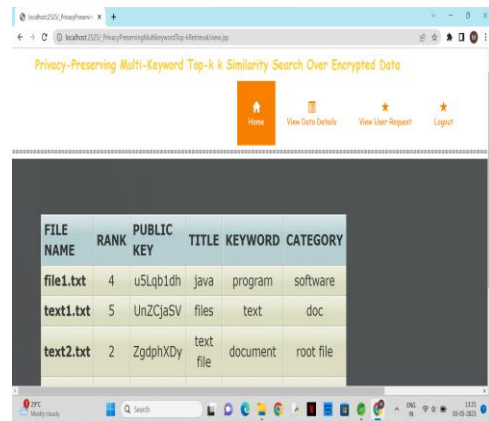 localhost:2525/_PrivacyPreservin
localhost:2525/_PrivacyPreservingMultikeywordTop-kRetrieval/view.jsp
Privacy-Preserving Multi-Keyword Top-k k Similarity Search Over Encrypted Data
Home View Data Details View User Request Logout
FILE NAME RANK PUBLIC KEY TITLE KEYWORD CATEGORY
file1.txt 4 u5Lqb1dh java program software
text1.txt 5 UnZCjaSV files text doc
text2.txt 2 ZgdphXDy text file document root file
29°C
Mostly cloudy
Search
ENG
IN
13:21
03-05-2023